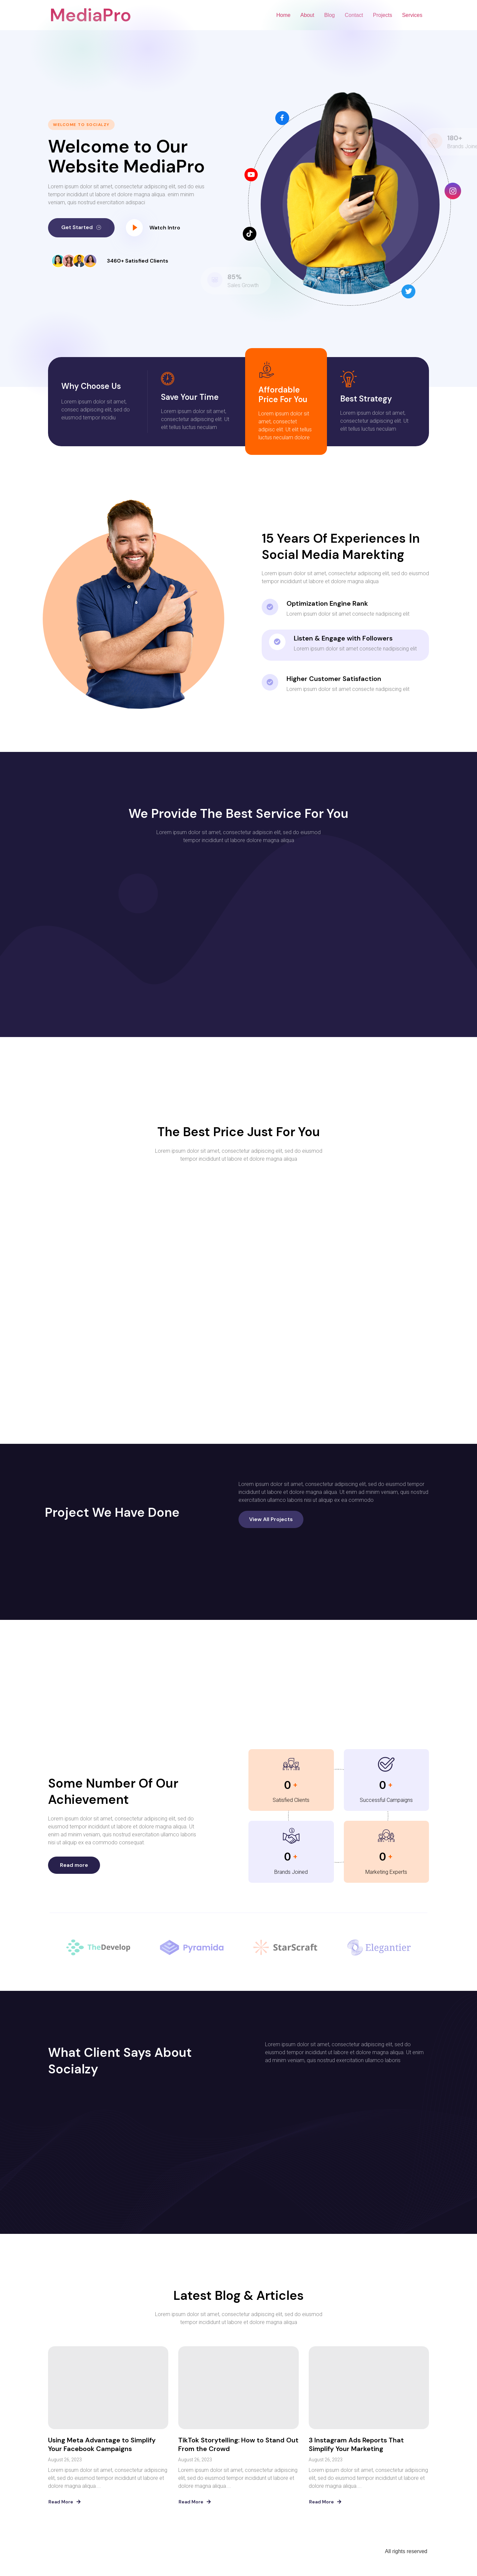 MediaPro
Home About Blog Contact Projects Services
WELCOME TO SOCIALZY
Welcome to Our
Website MediaPro
Lorem ipsum dolor sit amet, consectetur adipiscing elit, sed do eius
tempor incididunt ut labore et dolore magna aliqua. enim minim
veniam, quis nostrud exercitation adsipaci
Get Started
Watch Intro
3460+ Satisfied Clients
180+
Brands Joine
85%
Sales Growth
Why Choose Us
Lorem ipsum dolor sit amet,
conseo adipiscing elit, sed do
eiusmod tempor incidiu
Save Your Time
Lorem ipsum dolor sit amet,
consectetur adipiscing elit. Ut
elit tellus luctus neculam
Affordable
Price For You
Lorem ipsum dolor sit
amet, consectet
adipiec elit. Ut elit tellus
luctus neculam dolore
Best Strategy
Lorem ipsum dolor sit amet,
consectetur adipiscing elit. Ut
elit tellus luctus neculam
15 Years Of Experiences In
Social Media Marekting
Lorem ipsum dolor sit amet, consectetur adipiscing elit, sed do eiusmod
tempor incididunt ut labore et dolore magna aliqua
Optimization Engine Rank
Lorem ipsum dolor sit amet consecte nadipiscing elit
Listen & Engage with Followers
Lorem ipsum dolor sit amet consecte nadipiscing elit
Higher Customer Satisfaction
Lorem ipsum dolor sit amet consecte nadipiscing elit
We Provide The Best Service For You
Lorem ipsum dolor sit amet, consectetur adipiscin elit, sed do eiusmod
tempor incididunt ut labore dolore magna aliqua
The Best Price Just For You
Lorem ipsum dolor sit amet, consectetur adipiscing elit, sed do eiusmod
tempor incididunt ut labore et dolore magna aliqua
Project We Have Done
Lorem ipsum dolor sit amet, consectetur adipiscing elit, sed do eiusmod tempor
incididunt ut labore et dolore magna aliqua. Ut enim ad minim veniam, quis nostrud
exercitation ullamco laboris nisi ut aliquip ex ea commodo
View All Projects
Some Number Of Our
Achievement
Lorem ipsum dolor sit amet, consectetur adipiscing elit, sed do
eiusmod tempor incididunt ut labore et dolore magna aliqua. Ut
enim ad minim veniam, quis nostrud exercitation ullamco laboris
nisi ut aliquip ex ea commodo consequat
Read more
0 +
Satisfied Clients
0 +
Successful Campaigns
0 +
Brands Joined
0 +
Marketing Experts
TheDevelop
Pyramida
StarScraft
Elegantier
What Client Says About
Socialzy
Lorem ipsum dolor sit amet, consectetur adipiscing elit, sed do
eiusmod tempor incididunt ut labore et dolore magna aliqua. Ut enim
ad minim veniam, quis nostrud exercitation ullamco laboris
Latest Blog & Articles
Lorem ipsum dolor sit amet, consectetur adipiscing elit, sed do eiusmod
tempor incididunt ut labore et dolore magna aliqua
Using Meta Advantage to Simplify
Your Facebook Campaigns
August 26, 2023
Lorem ipsum dolor sit amet, consectetur adipiscing
elit, sed do eiusmod tempor incididunt ut labore et
dolore magna aliqua...
Read More
TikTok Storytelling: How to Stand Out
From the Crowd
August 26, 2023
Lorem ipsum dolor sit amet, consectetur adipiscing
elit, sed do eiusmod tempor incididunt ut labore et
dolore magna aliqua...
Read More
3 Instagram Ads Reports That
Simplify Your Marketing
August 26, 2023
Lorem ipsum dolor sit amet, consectetur adipiscing
elit, sed do eiusmod tempor incididunt ut labore et
dolore magna aliqua...
Read More
All rights reserved